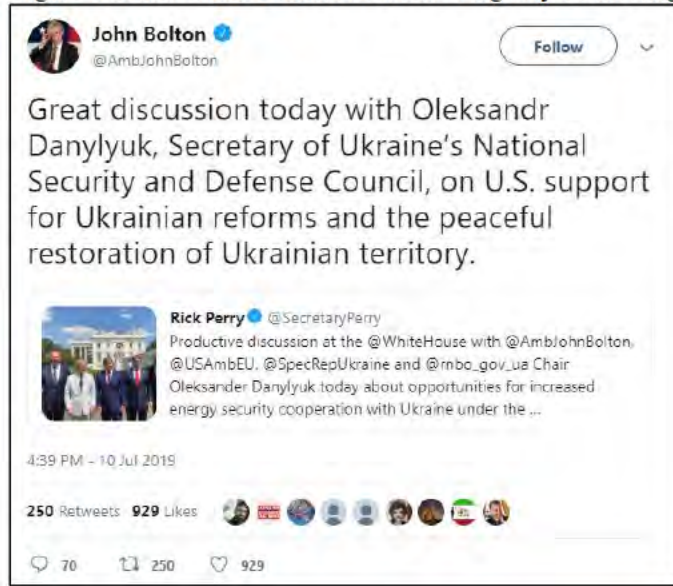 John Bolton
@AmbJohnBolton
Follow
Great discussion today with Oleksandr
Danylyuk, Secretary of Ukraine's National
Security and Defense Council, on U.S. support
for Ukrainian reforms and the peaceful
restoration of Ukrainian territory.
Rick Perry @SecretaryPerry
Productive discussion at the @WhiteHouse with @AmbJohnBolton,
@USAmbEU, @SpecRepUkraine and @rnbo_gov_ua Chair
Oleksander Danylyuk today about opportunities for increased
energy security cooperation with Ukraine under the ...
4:39 PM - 10 Jul 2019
250 Retweets 929 Likes
70 250 929